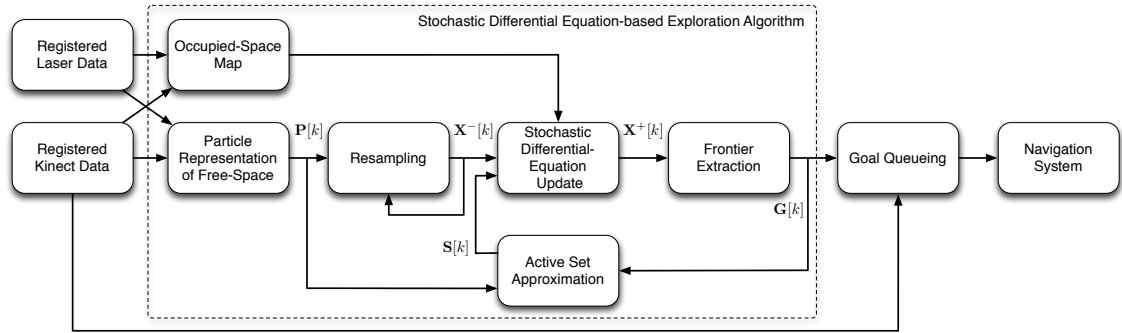 Stochastic Differential Equation-based Exploration Algorithm
Registered
Laser Data
Occupied-Space
Map
Registered
Kinect Data
Particle
Representation
of Free-Space
P[k]
Resampling
X⁻[k]
Stochastic
Differential-
Equation
Update
X⁺[k]
Frontier
Extraction
G[k]
Goal Queueing
Navigation
System
S[k]
Active Set
Approximation